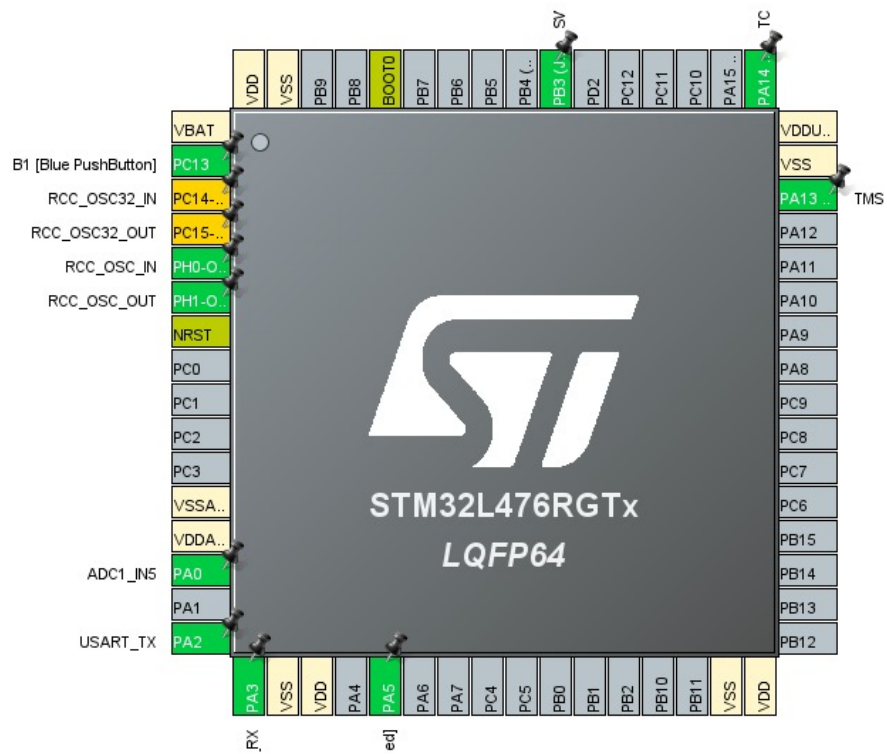 SV
TC
VDD
VSS
PB9
PB8
BOOT0
PB7
PB6
PB5
PB4 (..
PB3 (J..
PD2
PC12
PC11
PC10
PA15 ..
PA14 ..
VBAT
B1 [Blue PushButton] PC13
RCC_OSC32_IN PC14-..
RCC_OSC32_OUT PC15-..
RCC_OSC_IN PH0-O..
RCC_OSC_OUT PH1-O..
NRST
PC0
PC1
PC2
PC3
VSSA..
VDDA..
ADC1_IN5 PA0
PA1
USART_TX PA2
ST
STM32L476RGTx
LQFP64
VDDU..
VSS
PA13 .. TMS
PA12
PA11
PA10
PA9
PA8
PC9
PC8
PC7
PC6
PB15
PB14
PB13
PB12
PA3
VSS
VDD
PA4
PA5
PA6
PA7
PC4
PC5
PB0
PB1
PB2
PB10
PB11
VSS
VDD
_RX
ed]